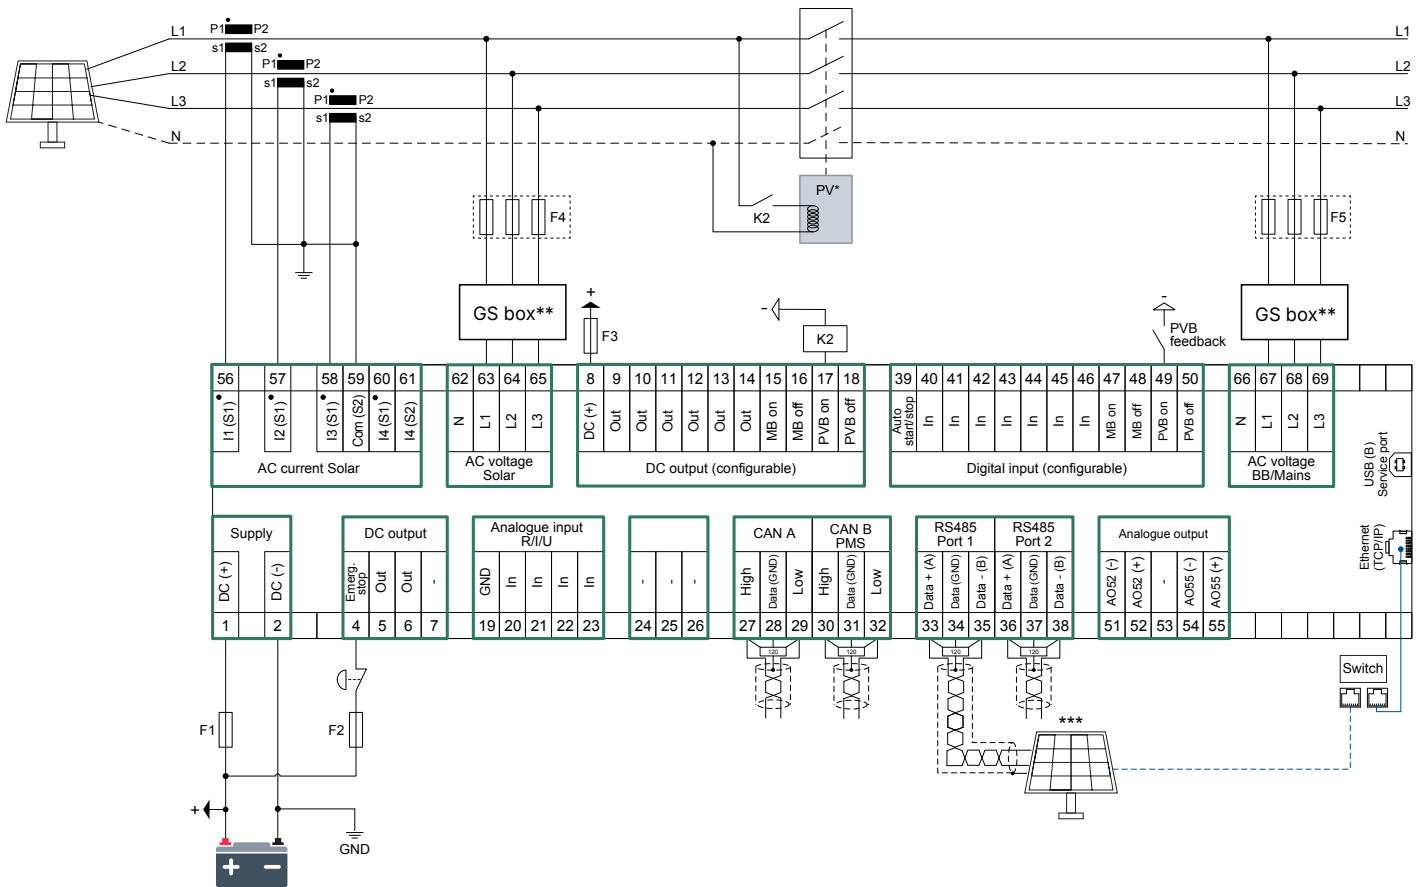 L1
P1 P2
s1 s2
L1
L2
P1 P2
s1 s2
L2
L3
P1 P2
s1 s2
L3
N
N
PV*
K2
F4
F5
GS box**
GS box**
+
F3
-
K2
-
PVB
feedback
56 57 58 59 60 61
I1 (S1)
I2 (S1)
I3 (S1)
Com (S2)
I4 (S1)
I4 (S2)
AC current Solar
62 63 64 65
N
L1
L2
L3
AC voltage
Solar
8 9 10 11 12 13 14 15 16 17 18
DC (+)
Out
Out
Out
Out
Out
Out
MB on
MB off
PVB on
PVB off
DC output (configurable)
39 40 41 42 43 44 45 46 47 48 49 50
Auto
start/stop
In
In
In
In
In
In
In
MB on
MB off
PVB on
PVB off
Digital input (configurable)
66 67 68 69
N
L1
L2
L3
AC voltage
BB/Mains
USB (B)
Service port
Ethernet
(TCP/IP)
Supply
DC (+)
DC (-)
1 2
DC output
Emerg.
stop
Out
Out
-
4 5 6 7
Analogue input
R/I/U
GND
In
In
In
In
19 20 21 22 23
-
-
-
24 25 26
CAN A
High
Data (GND)
Low
27 28 29
CAN B
PMS
High
Data (GND)
Low
30 31 32
RS485
Port 1
Data + (A)
Data (GND)
Data - (B)
33 34 35
RS485
Port 2
Data + (A)
Data (GND)
Data - (B)
36 37 38
Analogue output
AO52 (-)
AO52 (+)
-
AO55 (-)
AO55 (+)
51 52 53 54 55
120
120
120
120
Switch
F1
F2
***
+
GND
+ -